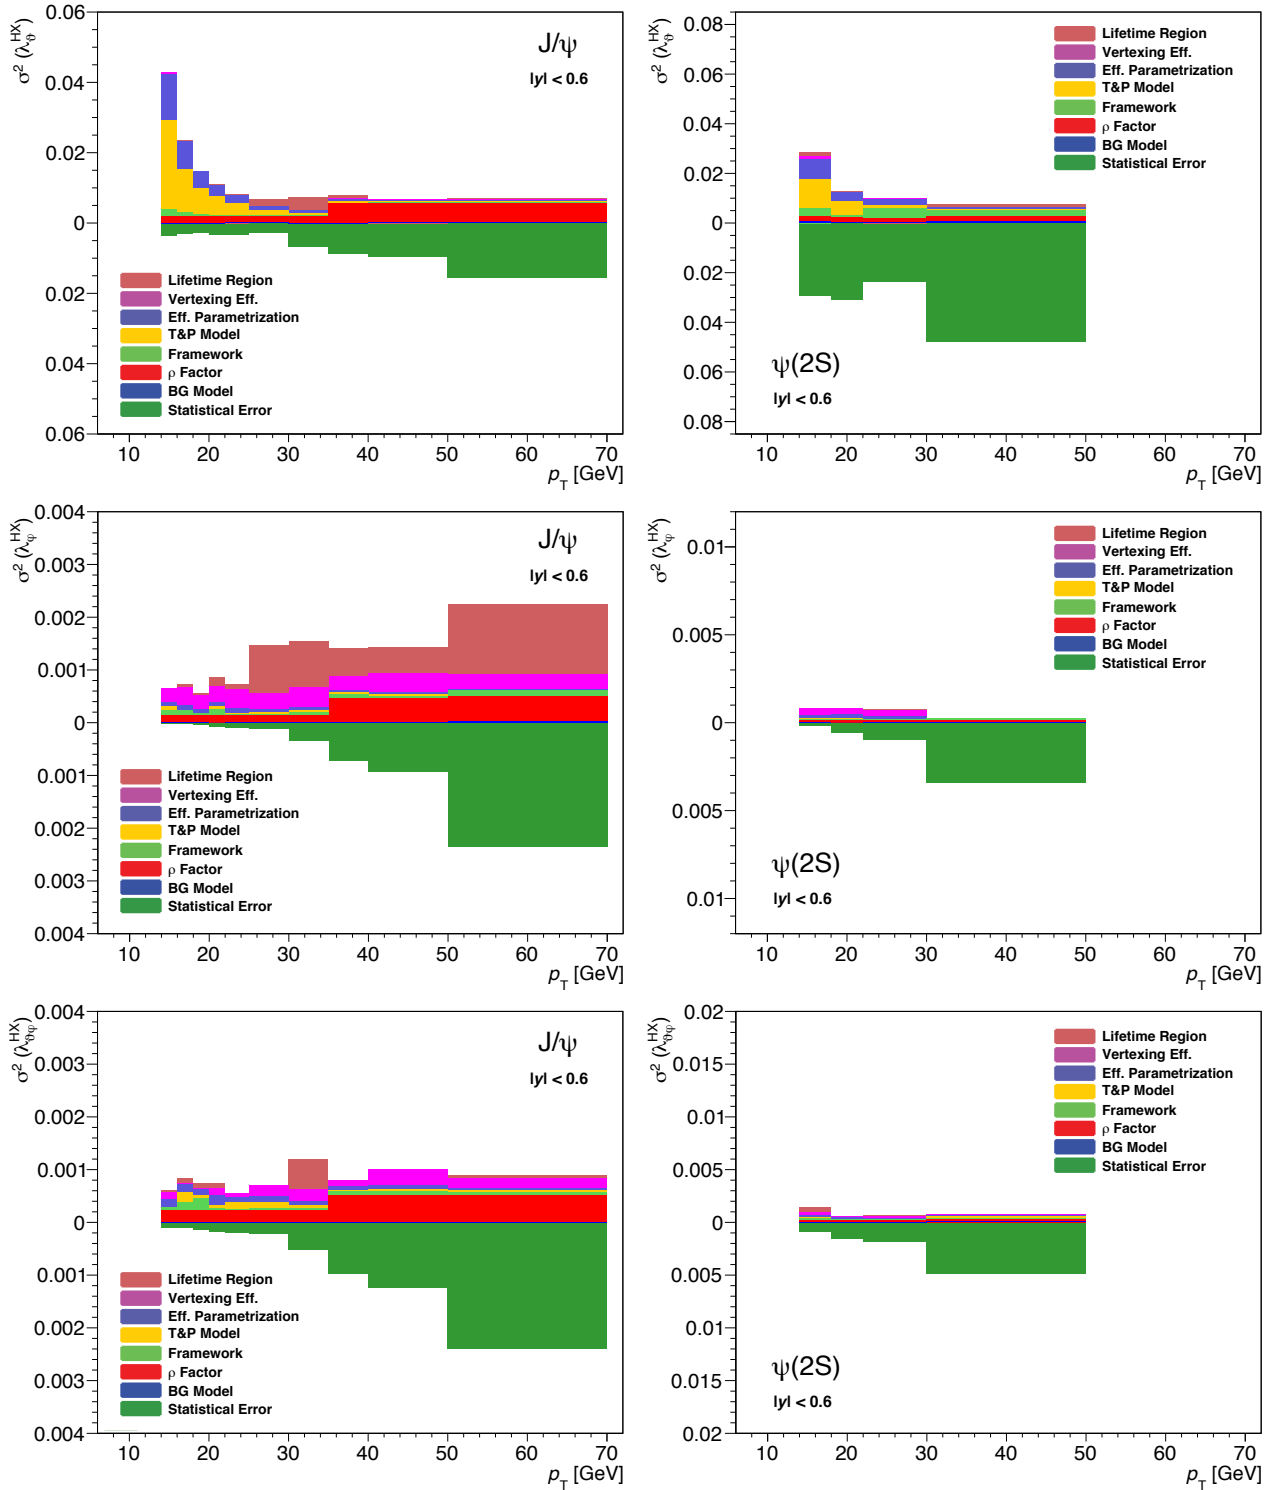 σ² (λ_ϑ^HX)
0.06
0.04
0.02
0
0.02
0.04
0.06
J/ψ
|y| < 0.6
Lifetime Region
Vertexing Eff.
Eff. Parametrization
T&P Model
Framework
ρ Factor
BG Model
Statistical Error
10 20 30 40 50 60 70
p_T [GeV]
σ² (λ_ϑ^HX)
0.08
0.06
0.04
0.02
0
0.02
0.04
0.06
0.08
Lifetime Region
Vertexing Eff.
Eff. Parametrization
T&P Model
Framework
ρ Factor
BG Model
Statistical Error
ψ(2S)
|y| < 0.6
10 20 30 40 50 60 70
p_T [GeV]
σ² (λ_φ^HX)
0.004
0.003
0.002
0.001
0
0.001
0.002
0.003
0.004
J/ψ
|y| < 0.6
Lifetime Region
Vertexing Eff.
Eff. Parametrization
T&P Model
Framework
ρ Factor
BG Model
Statistical Error
10 20 30 40 50 60 70
p_T [GeV]
σ² (λ_φ^HX)
0.01
0.005
0
0.005
0.01
Lifetime Region
Vertexing Eff.
Eff. Parametrization
T&P Model
Framework
ρ Factor
BG Model
Statistical Error
ψ(2S)
|y| < 0.6
10 20 30 40 50 60 70
p_T [GeV]
σ² (λ_ϑφ^HX)
0.004
0.003
0.002
0.001
0
0.001
0.002
0.003
0.004
J/ψ
|y| < 0.6
Lifetime Region
Vertexing Eff.
Eff. Parametrization
T&P Model
Framework
ρ Factor
BG Model
Statistical Error
10 20 30 40 50 60 70
p_T [GeV]
σ² (λ_ϑφ^HX)
0.02
0.015
0.01
0.005
0
0.005
0.01
0.015
0.02
Lifetime Region
Vertexing Eff.
Eff. Parametrization
T&P Model
Framework
ρ Factor
BG Model
Statistical Error
ψ(2S)
|y| < 0.6
10 20 30 40 50 60 70
p_T [GeV]